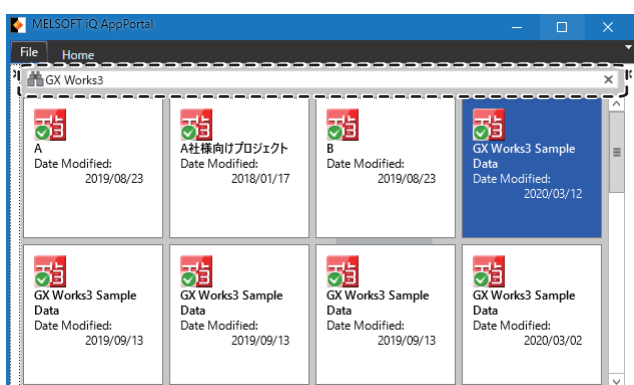 MELSOFT iQ AppPortal
File Home
GX Works3
A
Date Modified:
2019/08/23
A社様向けプロジェクト
Date Modified:
2018/01/17
B
Date Modified:
2019/08/23
GX Works3 Sample
Data
Date Modified:
2020/03/12
GX Works3 Sample
Data
Date Modified:
2019/09/13
GX Works3 Sample
Data
Date Modified:
2019/09/13
GX Works3 Sample
Data
Date Modified:
2019/09/13
GX Works3 Sample
Data
Date Modified:
2020/03/02